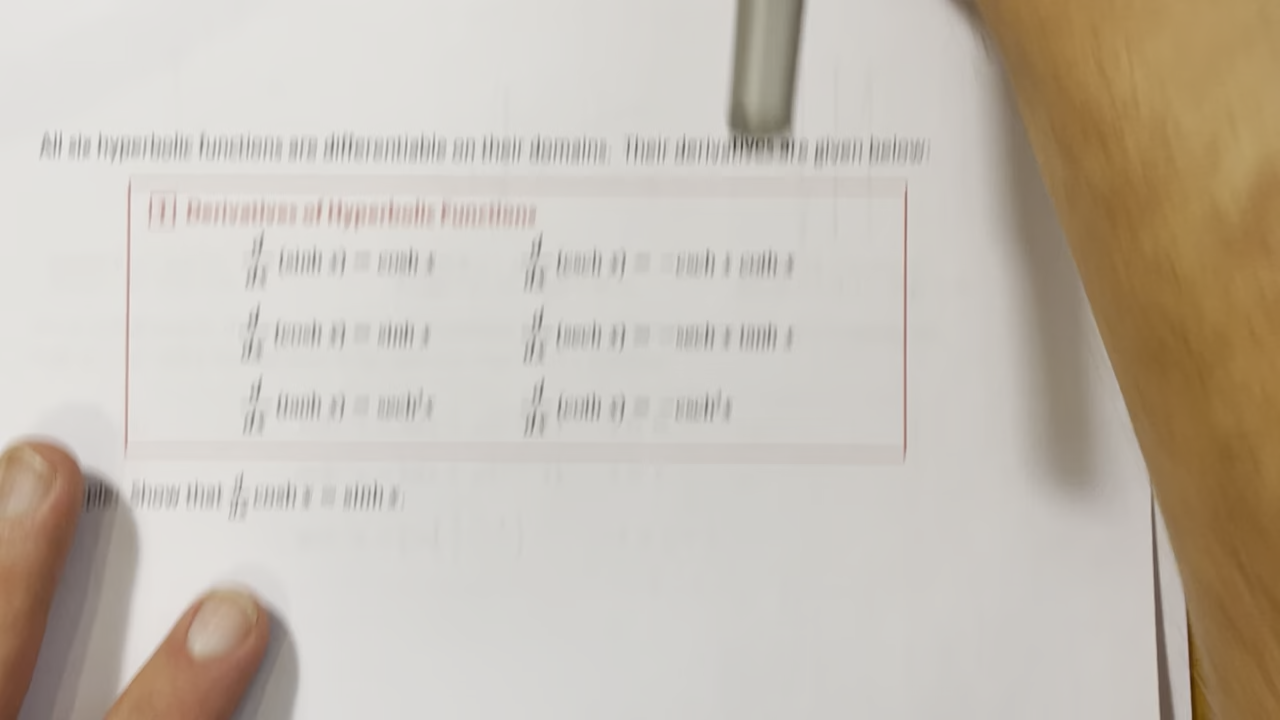 All six hyperbolic functions are differentiable on their domains. Their derivatives are given below:
1 Derivatives of Hyperbolic Functions
d/dx (sinh x) = cosh x    d/dx (csch x) = −csch x coth x
d/dx (cosh x) = sinh x    d/dx (sech x) = −sech x tanh x
d/dx (tanh x) = sech²x    d/dx (coth x) = −csch²x
ple: Show that d/dx cosh x = sinh x.